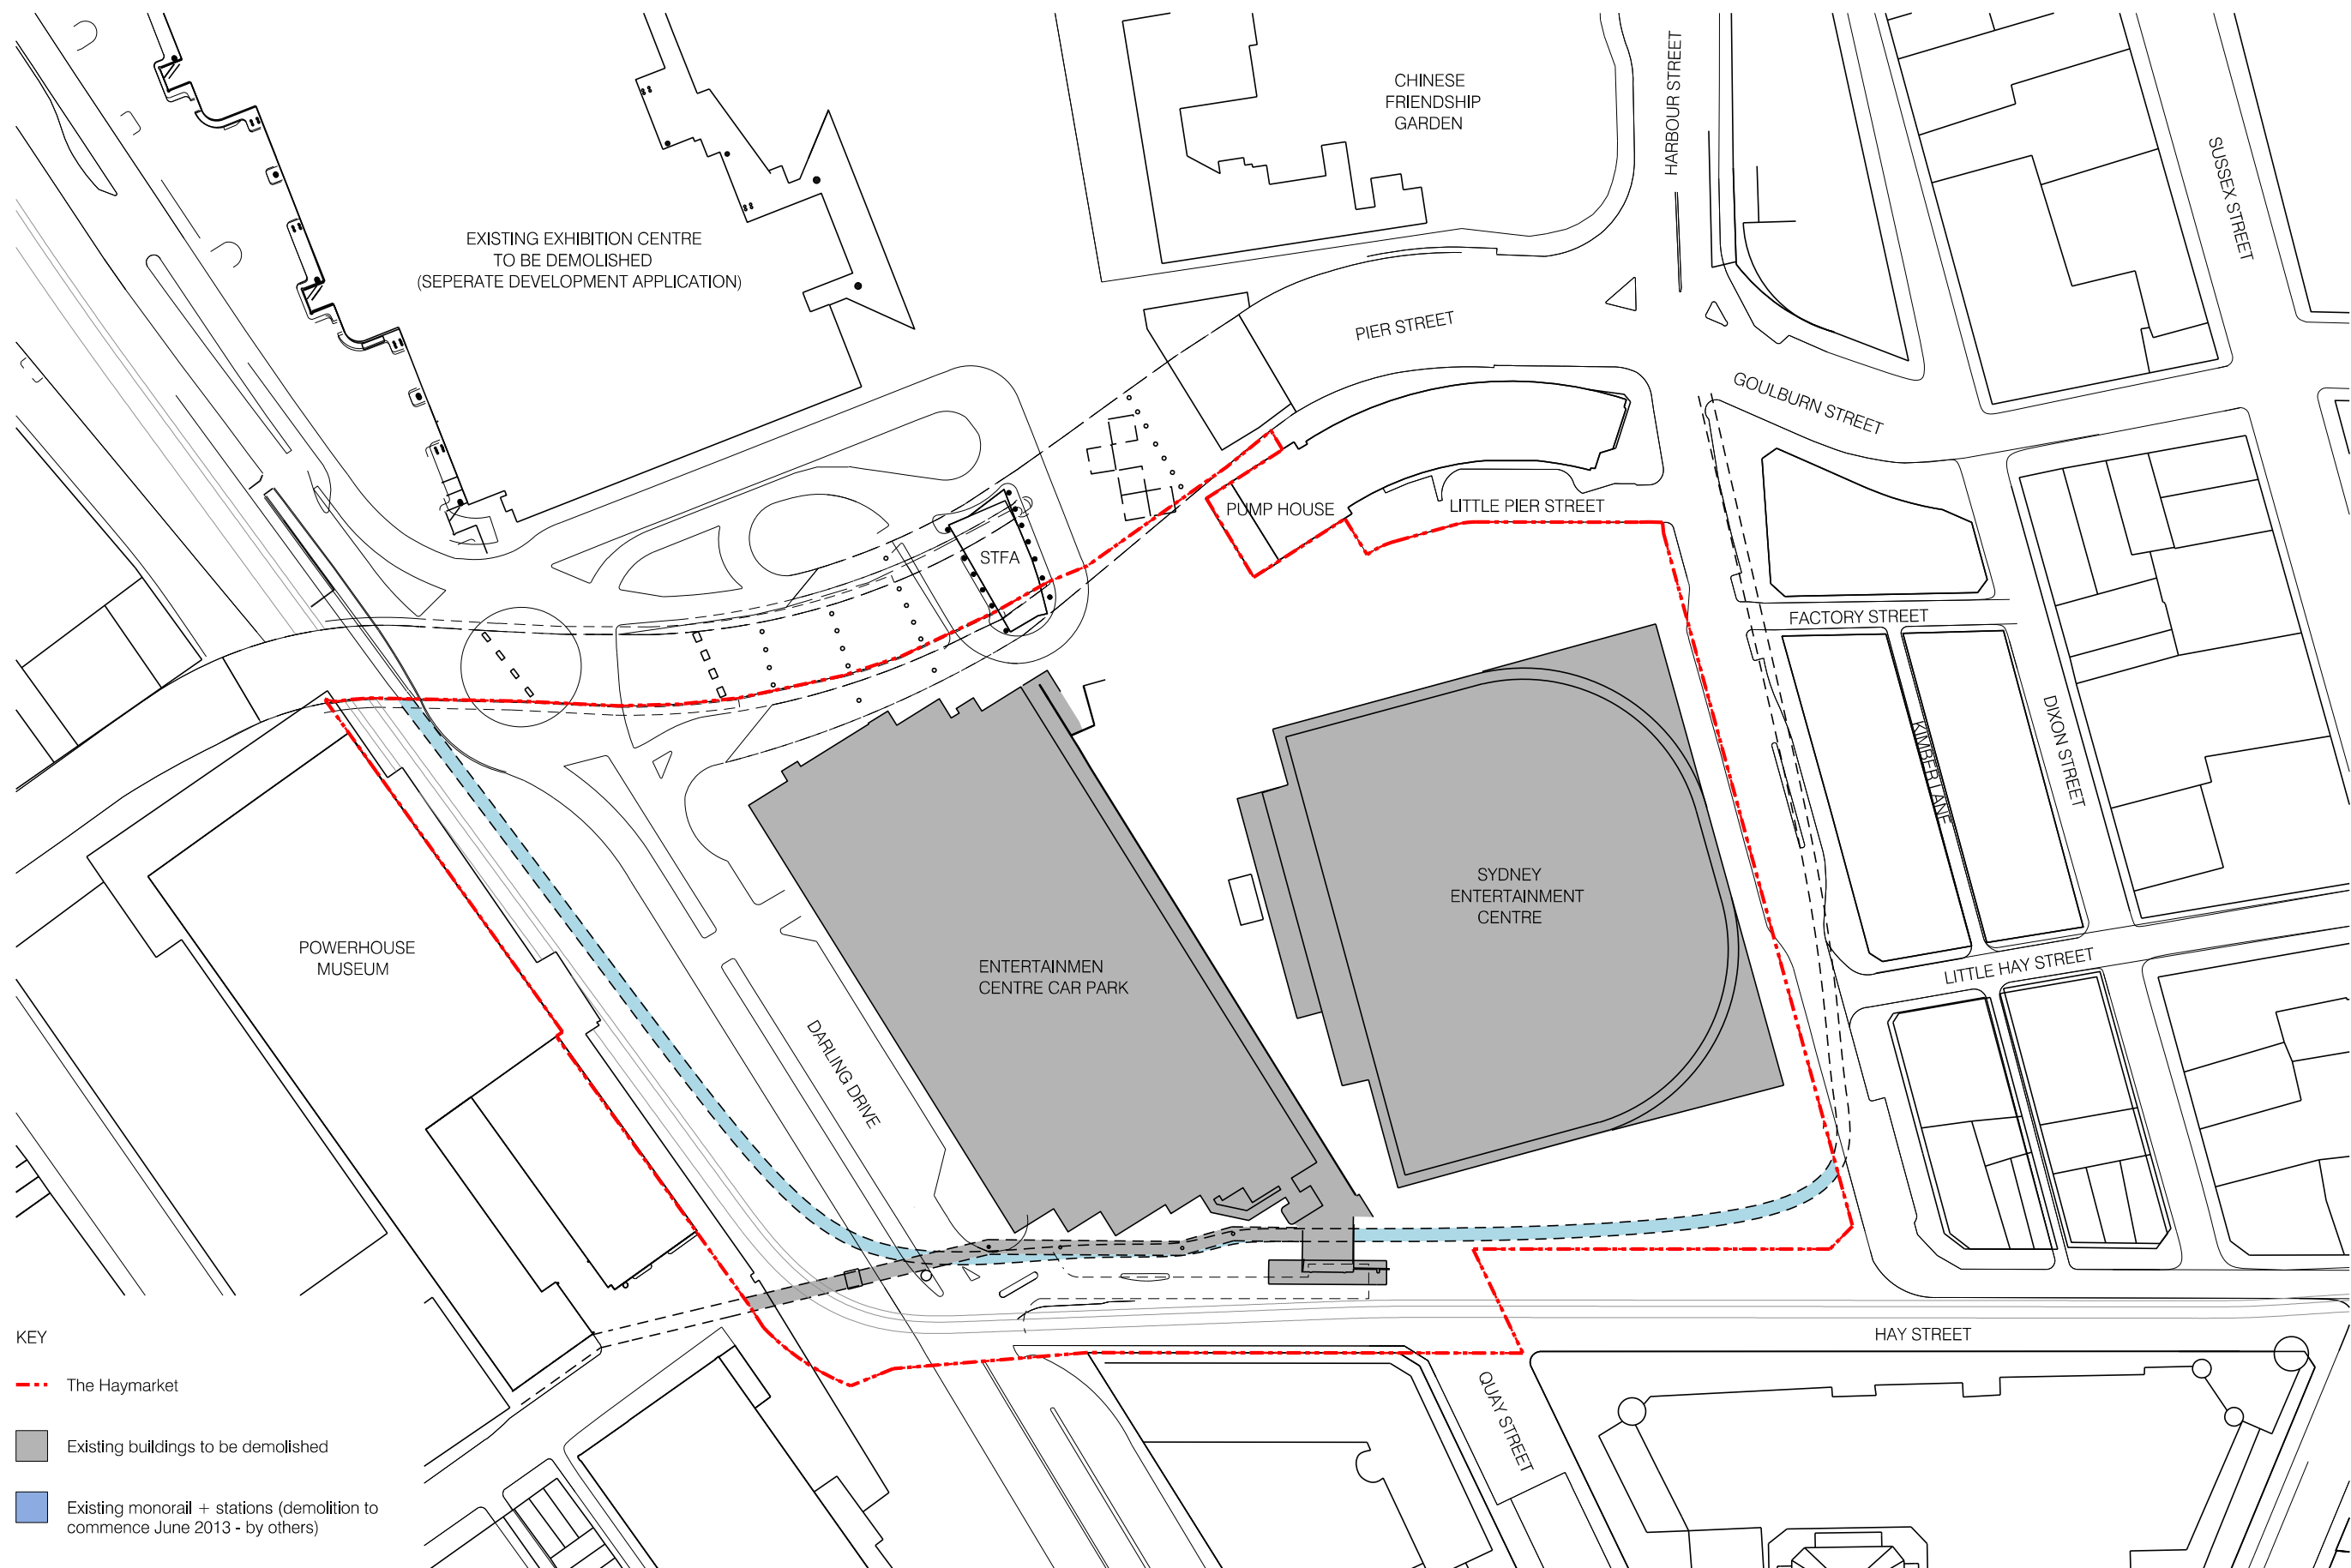 CHINESE
FRIENDSHIP
GARDEN
HARBOUR STREET
SUSSEX STREET
EXISTING EXHIBITION CENTRE
TO BE DEMOLISHED
(SEPERATE DEVELOPMENT APPLICATION)
PIER STREET
GOULBURN STREET
PUMP HOUSE
LITTLE PIER STREET
STFA
FACTORY STREET
KIMBER LANE
DIXON STREET
SYDNEY
ENTERTAINMENT
CENTRE
POWERHOUSE
MUSEUM
ENTERTAINMEN
CENTRE CAR PARK
LITTLE HAY STREET
DARLING DRIVE
HAY STREET
QUAY STREET
KEY
The Haymarket
Existing buildings to be demolished
Existing monorail + stations (demolition to
commence June 2013 - by others)